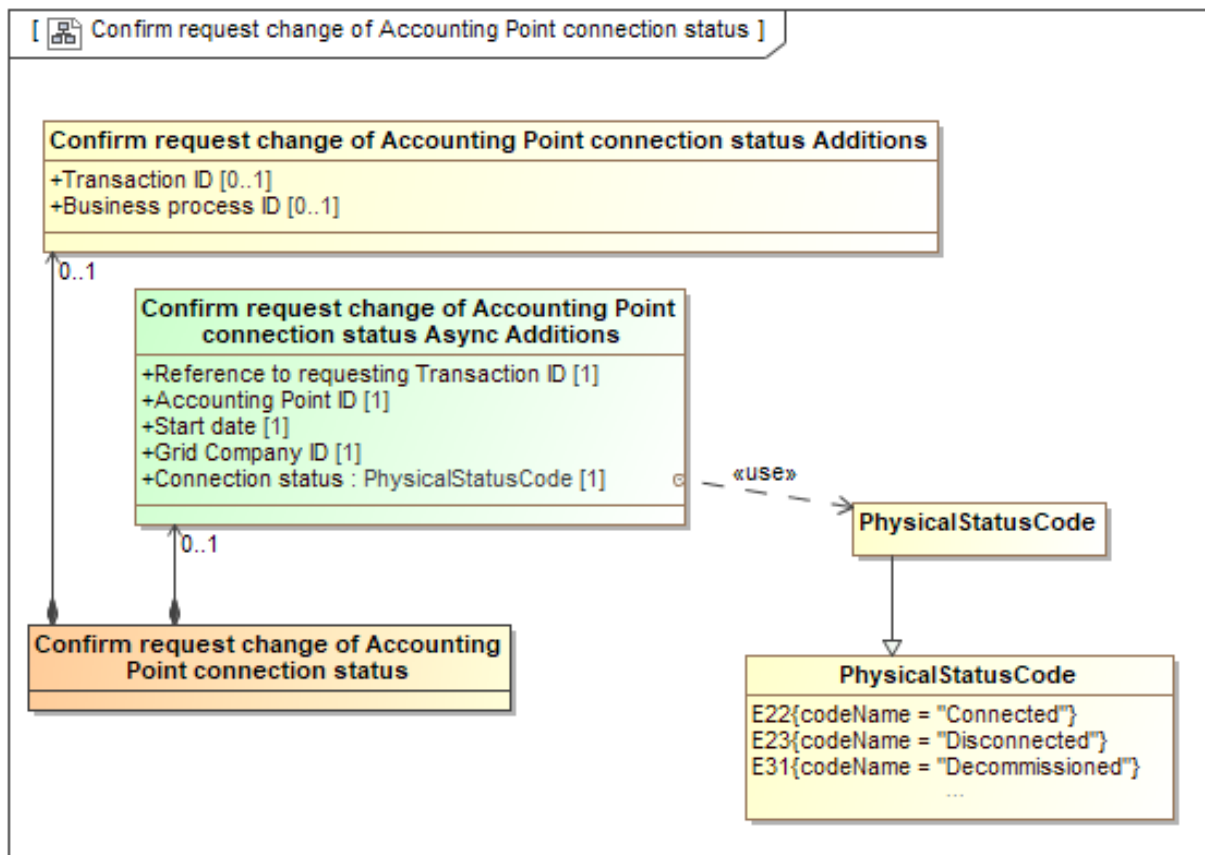 [ Confirm request change of Accounting Point connection status ]
Confirm request change of Accounting Point connection status Additions
+Transaction ID [0..1]
+Business process ID [0..1]
0..1
Confirm request change of Accounting Point
connection status Async Additions
+Reference to requesting Transaction ID [1]
+Accounting Point ID [1]
+Start date [1]
+Grid Company ID [1]
+Connection status : PhysicalStatusCode [1]
«use»
PhysicalStatusCode
0..1
Confirm request change of Accounting
Point connection status
PhysicalStatusCode
E22{codeName = "Connected"}
E23{codeName = "Disconnected"}
E31{codeName = "Decommissioned"}
...